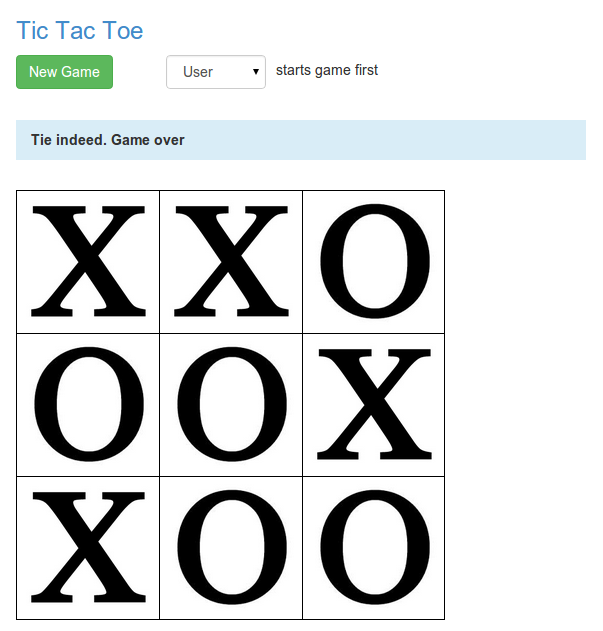 Tic Tac Toe
New Game User starts game first
Tie indeed. Game over
X X O
O O X
X O O